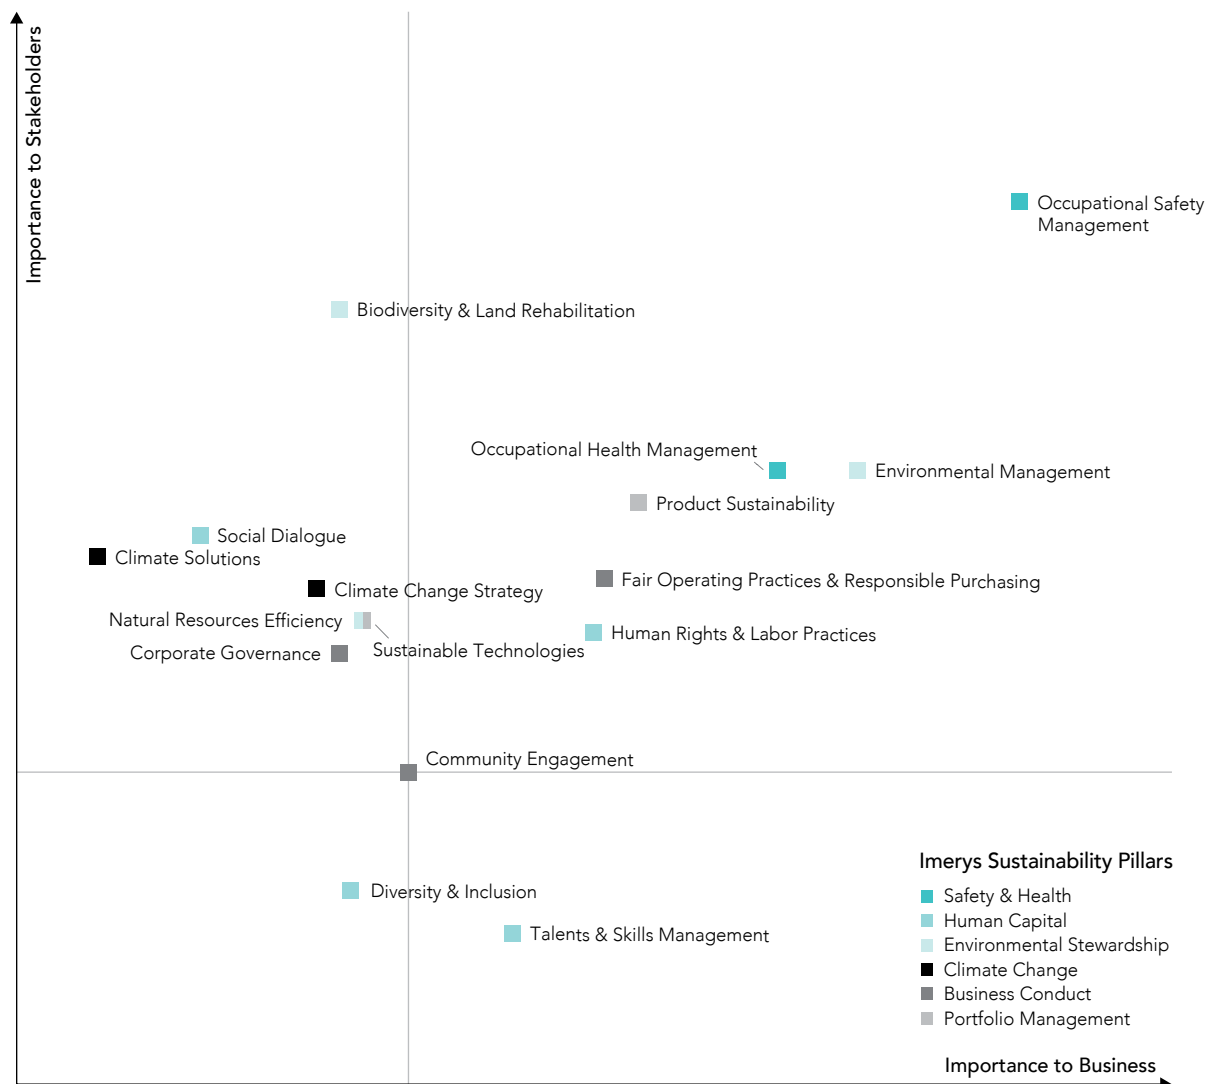 Importance to Stakeholders
Occupational Safety
Management
Biodiversity & Land Rehabilitation
Occupational Health Management
Environmental Management
Product Sustainability
Social Dialogue
Climate Solutions
Fair Operating Practices & Responsible Purchasing
Climate Change Strategy
Natural Resources Efficiency
Human Rights & Labor Practices
Sustainable Technologies
Corporate Governance
Community Engagement
Diversity & Inclusion
Talents & Skills Management
Imerys Sustainability Pillars
Safety & Health
Human Capital
Environmental Stewardship
Climate Change
Business Conduct
Portfolio Management
Importance to Business